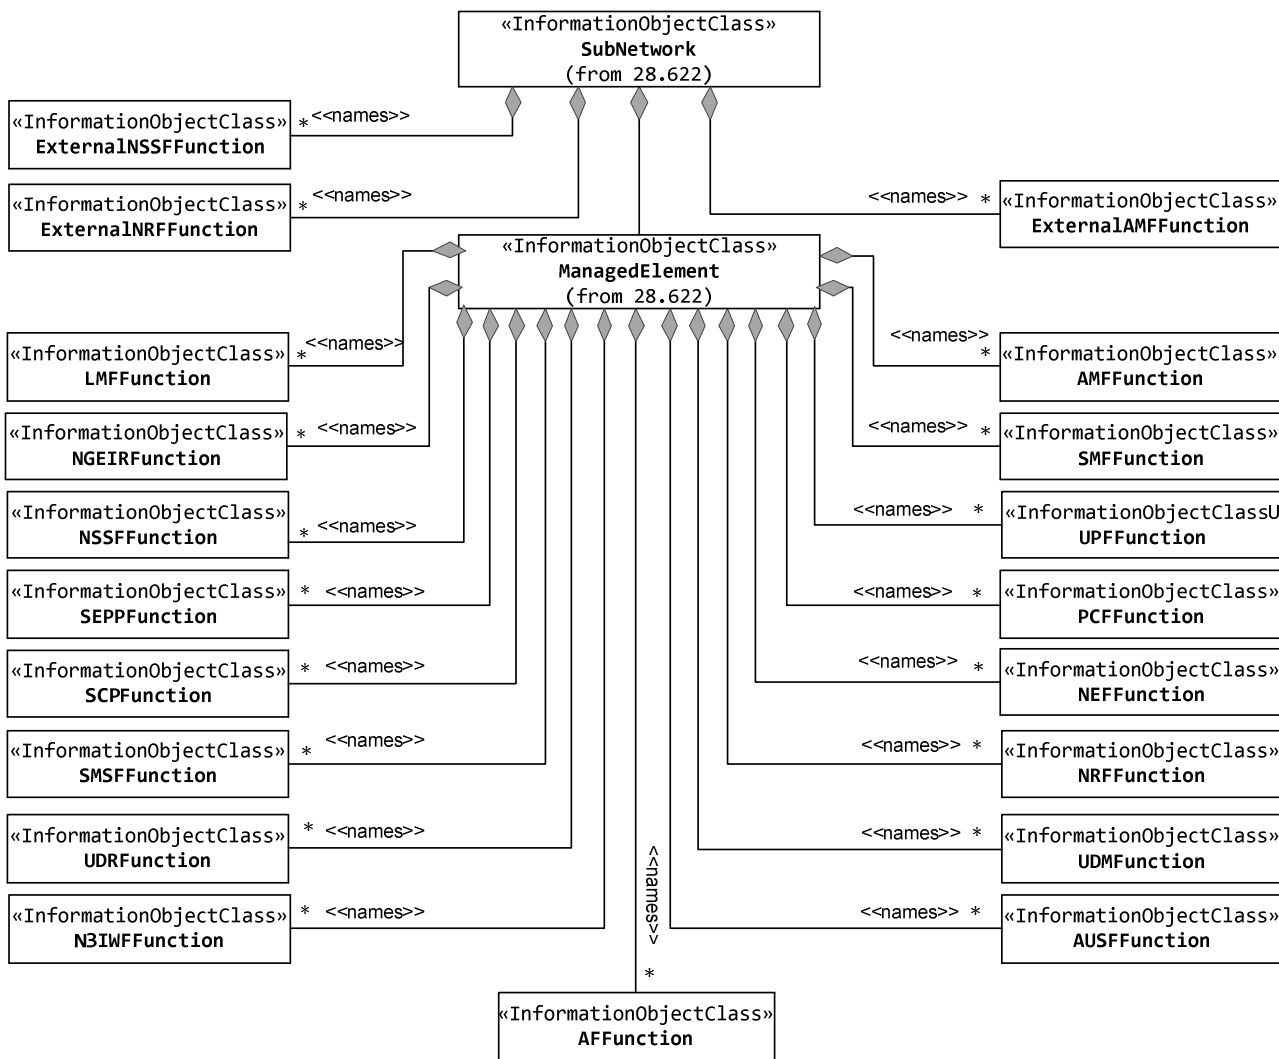 «InformationObjectClass»
SubNetwork
(from 28.622)
«InformationObjectClass»
ExternalNSSFFunction
* <<names>>
«InformationObjectClass»
ExternalNRFFunction
* <<names>>
<<names>> *
«InformationObjectClass»
ExternalAMFFunction
«InformationObjectClass»
ManagedElement
(from 28.622)
«InformationObjectClass»
LMFFunction
* <<names>>
<<names>>
*
«InformationObjectClass»
AMFFunction
«InformationObjectClass»
NGEIRFunction
* <<names>>
<<names>> *
«InformationObjectClass»
SMFFunction
«InformationObjectClass»
NSSFFunction
* <<names>>
<<names>> *
«InformationObjectClassU
UPFFunction
«InformationObjectClass»
SEPPFunction
* <<names>>
<<names>> *
«InformationObjectClass»
PCFFunction
«InformationObjectClass»
SCPFunction
* <<names>>
<<names>> *
«InformationObjectClass»
NEFFunction
«InformationObjectClass»
SMSFFunction
* <<names>>
<<names>> *
«InformationObjectClass»
NRFFunction
«InformationObjectClass»
UDRFunction
* <<names>>
<<names>> *
«InformationObjectClass»
UDMFunction
«InformationObjectClass»
N3IWFFunction
* <<names>>
<<names>> *
«InformationObjectClass»
AUSFFunction
<<names>>
*
«InformationObjectClass»
AFFunction